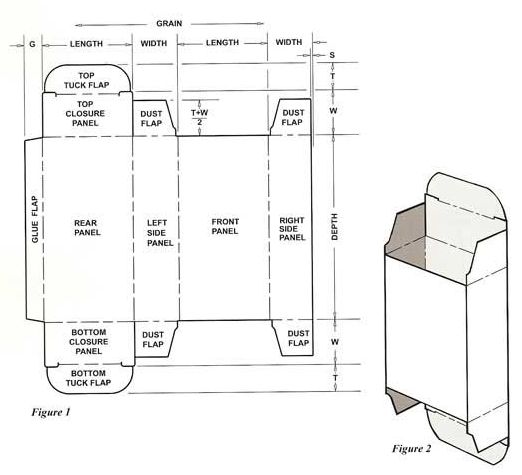 GRAIN
G
LENGTH
WIDTH
LENGTH
WIDTH
S
TOP
TUCK FLAP
T
TOP
CLOSURE
PANEL
DUST
FLAP
T+W
2
DUST
FLAP
W
GLUE FLAP
REAR
PANEL
LEFT
SIDE
PANEL
FRONT
PANEL
RIGHT
SIDE
PANEL
DEPTH
BOTTOM
CLOSURE
PANEL
DUST
FLAP
DUST
FLAP
W
BOTTOM
TUCK FLAP
T
Figure 1
Figure 2